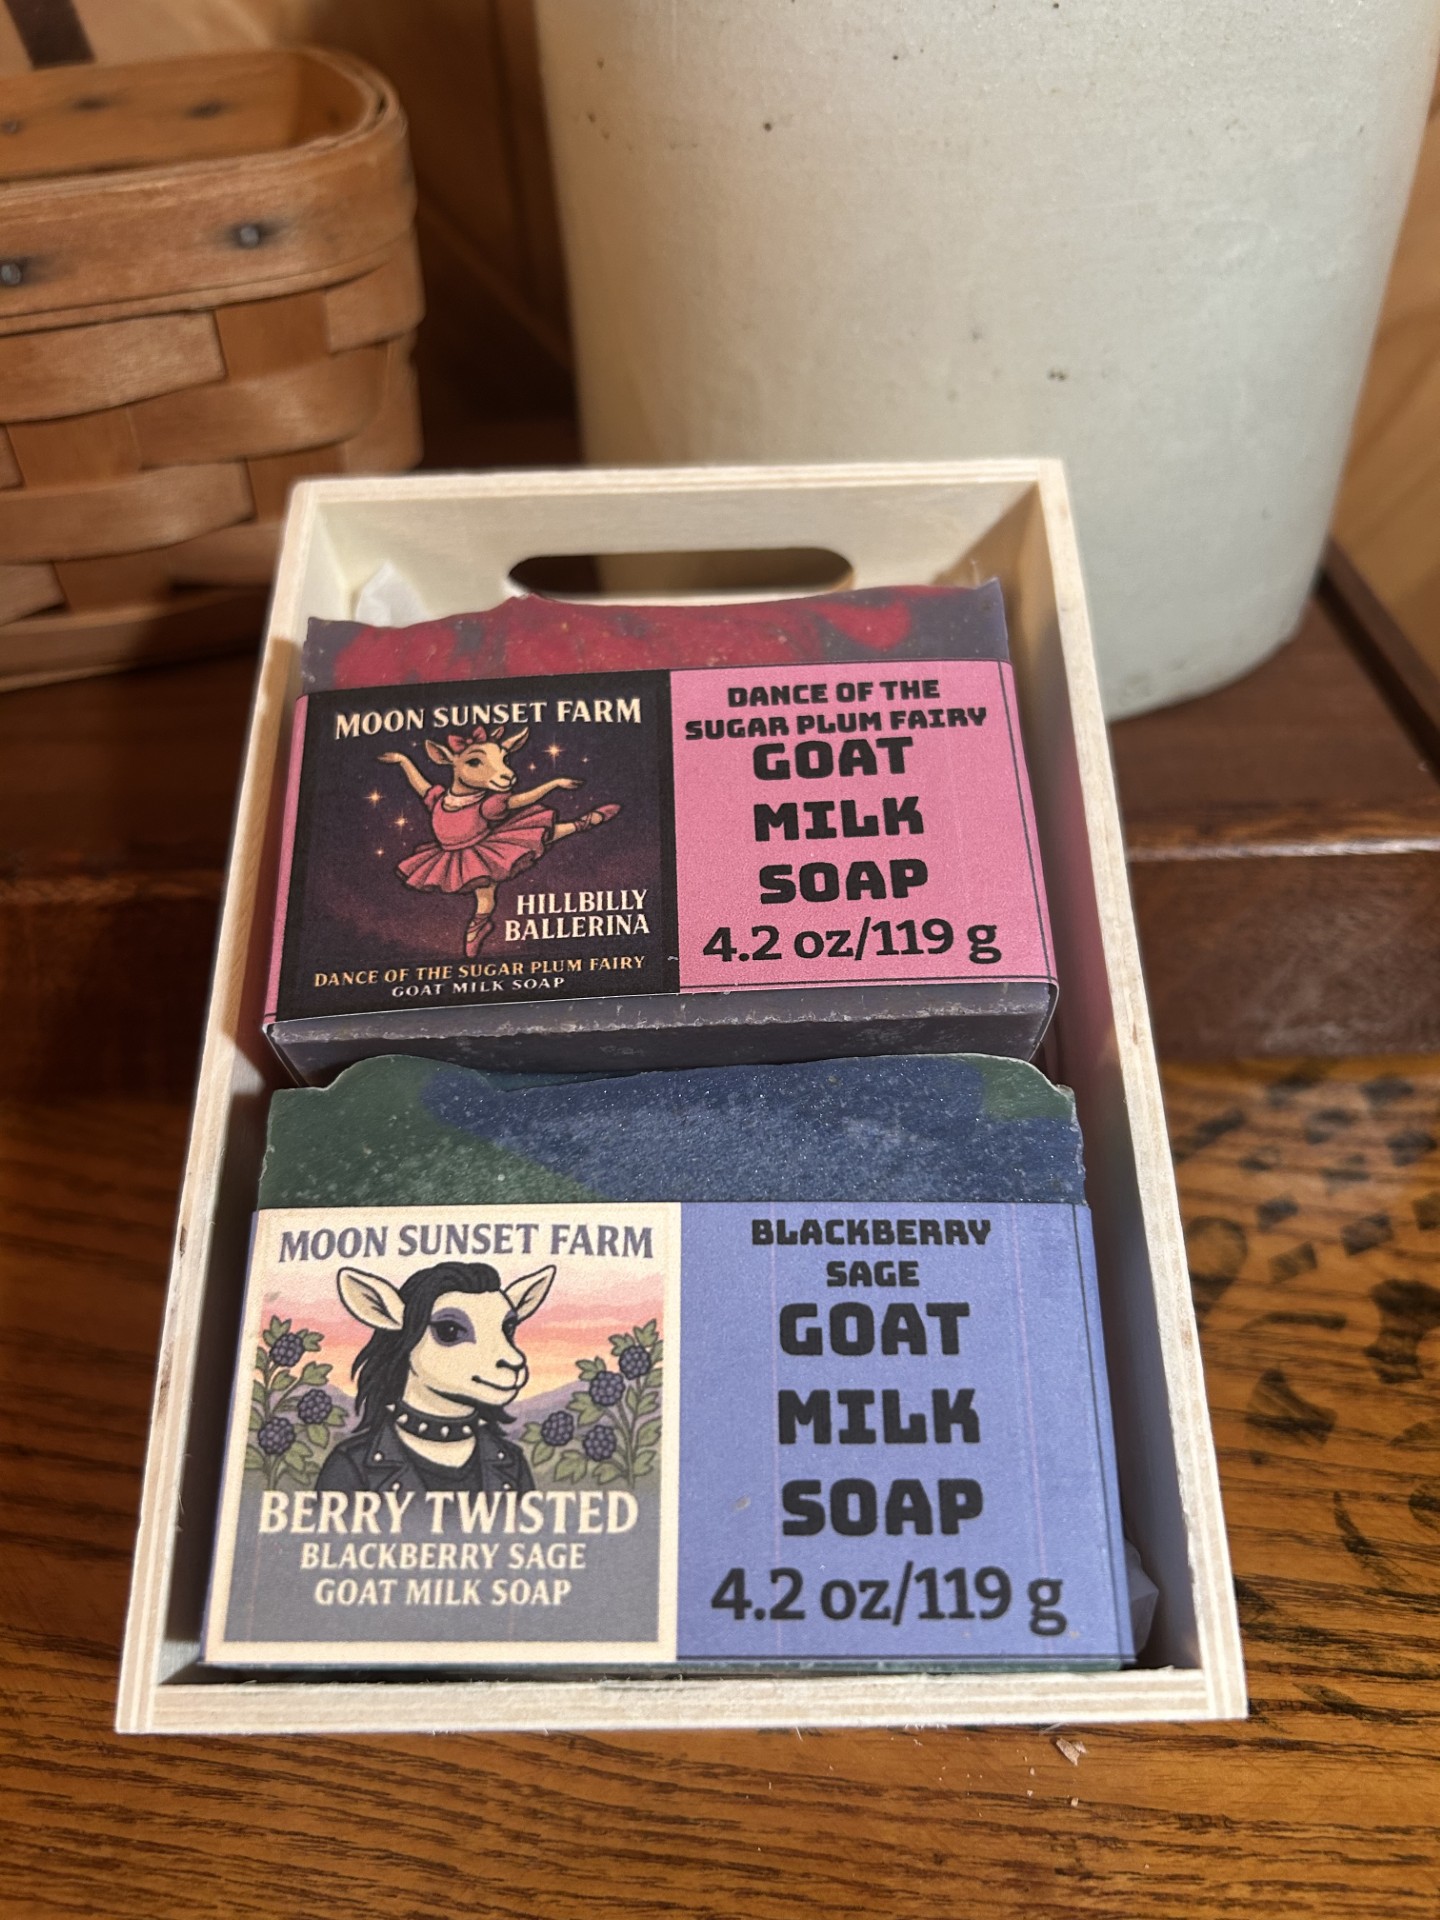 MOON SUNSET FARM
HILLBILLY
BALLERINA
DANCE OF THE SUGAR PLUM FAIRY
GOAT MILK SOAP
DANCE OF THE
SUGAR PLUM FAIRY
GOAT
MILK
SOAP
4.2 oz/119 g
MOON SUNSET FARM
BERRY TWISTED
BLACKBERRY SAGE
GOAT MILK SOAP
BLACKBERRY
SAGE
GOAT
MILK
SOAP
4.2 oz/119 g